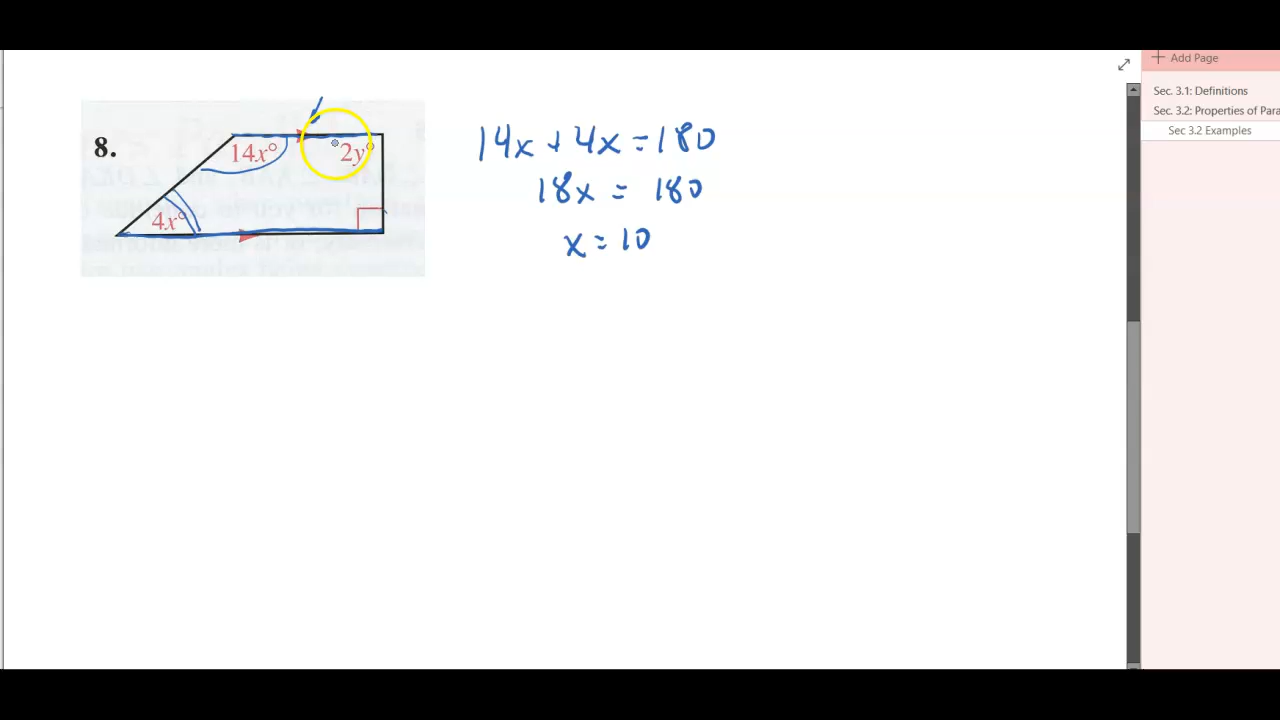 Add Page
Sec. 3.1: Definitions
Sec. 3.2: Properties of Para
Sec 3.2 Examples
8.
14x°
2y°
4x°
14x + 4x = 180
18x = 180
x = 10